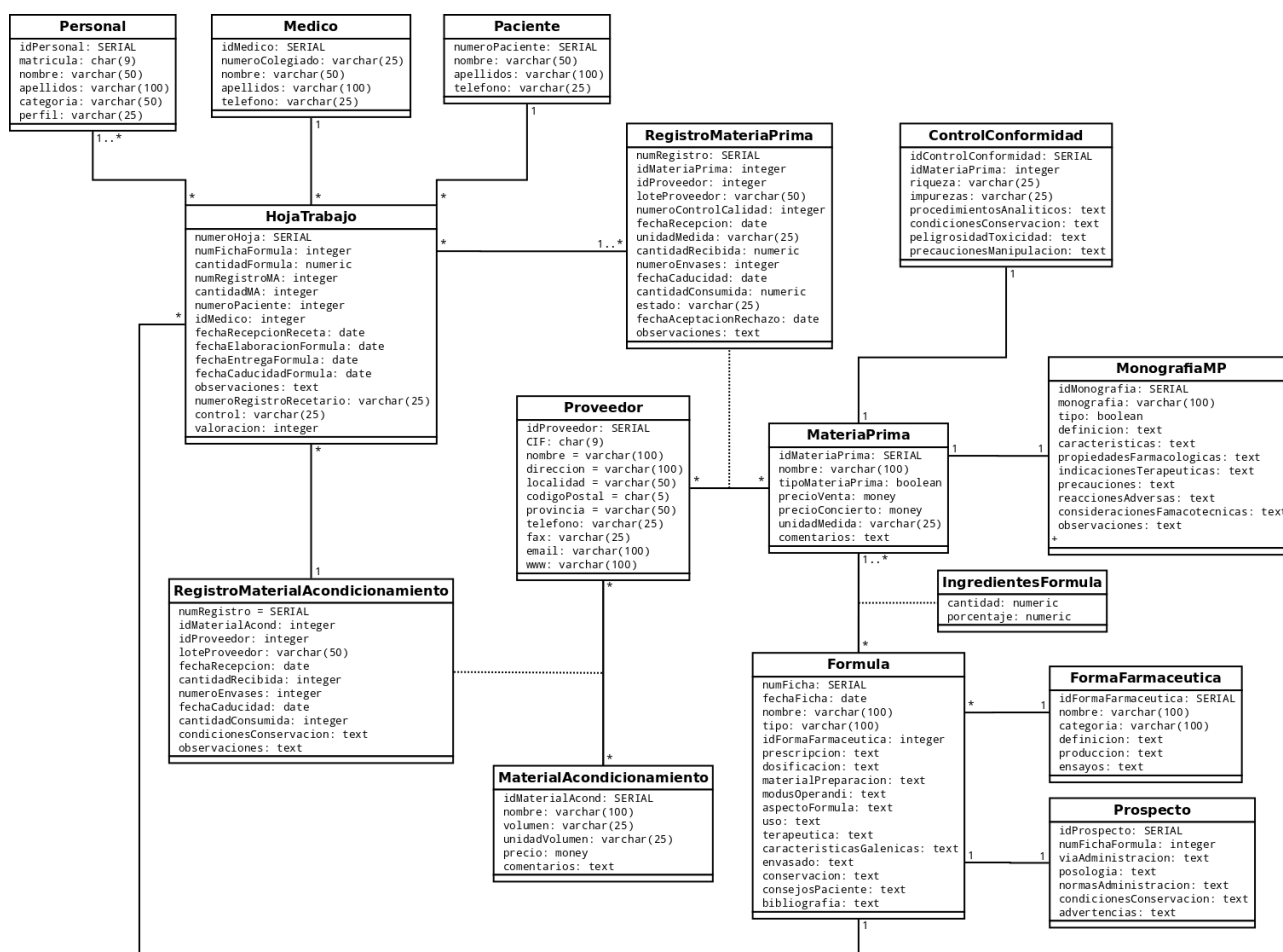 Personal
idPersonal: SERIAL
matricula: char(9)
nombre: varchar(50)
apellidos: varchar(100)
categoria: varchar(50)
perfil: varchar(25)
1..*
*
Medico
idMedico: SERIAL
numeroColegiado: varchar(25)
nombre: varchar(50)
apellidos: varchar(100)
telefono: varchar(25)
1
*
Paciente
numeroPaciente: SERIAL
nombre: varchar(50)
apellidos: varchar(100)
telefono: varchar(25)
1
*
RegistroMateriaPrima
numRegistro: SERIAL
idMateriaPrima: integer
idProveedor: integer
loteProveedor: varchar(50)
numeroControlCalidad: integer
fechaRecepcion: date
unidadMedida: varchar(25)
cantidadRecibida: numeric
numeroEnvases: integer
fechaCaducidad: date
cantidadConsumida: numeric
estado: varchar(25)
fechaAceptacionRechazo: date
observaciones: text
ControlConformidad
idControlConformidad: SERIAL
idMateriaPrima: integer
riqueza: varchar(25)
impurezas: varchar(25)
procedimientosAnaliticos: text
condicionesConservacion: text
peligrosidadToxicidad: text
precaucionesManipulacion: text
1
1
HojaTrabajo
numeroHoja: SERIAL
numFichaFormula: integer
cantidadFormula: numeric
numRegistroMA: integer
cantidadMA: integer
numeroPaciente: integer
idMedico: integer
fechaRecepcionReceta: date
fechaElaboracionFormula: date
fechaEntregaFormula: date
fechaCaducidadFormula: date
observaciones: text
numeroRegistroRecetario: varchar(25)
control: varchar(25)
valoracion: integer
*
1..*
*
*
1
MonografiaMP
idMonografia: SERIAL
monografia: varchar(100)
tipo: boolean
definicion: text
caracteristicas: text
propiedadesFarmacologicas: text
indicacionesTerapeuticas: text
precauciones: text
reaccionesAdversas: text
consideracionesFamacotecnicas: text
observaciones: text
+
Proveedor
idProveedor: SERIAL
CIF: char(9)
nombre = varchar(100)
direccion = varchar(100)
localidad = varchar(50)
codigoPostal = char(5)
provincia = varchar(50)
telefono: varchar(25)
fax: varchar(25)
email: varchar(100)
www: varchar(100)
*
*
MateriaPrima
idMateriaPrima: SERIAL
nombre: varchar(100)
tipoMateriaPrima: boolean
precioVenta: money
precioConcierto: money
unidadMedida: varchar(25)
comentarios: text
1
1
1..*
*
IngredientesFormula
cantidad: numeric
porcentaje: numeric
RegistroMaterialAcondicionamiento
numRegistro = SERIAL
idMaterialAcond: integer
idProveedor: integer
loteProveedor: varchar(50)
fechaRecepcion: date
cantidadRecibida: integer
numeroEnvases: integer
fechaCaducidad: date
cantidadConsumida: integer
condicionesConservacion: text
observaciones: text
*
*
MaterialAcondicionamiento
idMaterialAcond: SERIAL
nombre: varchar(100)
volumen: varchar(25)
unidadVolumen: varchar(25)
precio: money
comentarios: text
Formula
numFicha: SERIAL
fechaFicha: date
nombre: varchar(100)
tipo: varchar(100)
idFormaFarmaceutica: integer
prescripcion: text
dosificacion: text
materialPreparacion: text
modusOperandi: text
aspectoFormula: text
uso: text
terapeutica: text
caracteristicasGalenicas: text
envasado: text
conservacion: text
consejosPaciente: text
bibliografia: text
*
1
1
1
1
FormaFarmaceutica
idFormaFarmaceutica: SERIAL
nombre: varchar(100)
categoria: varchar(100)
definicion: text
produccion: text
ensayos: text
Prospecto
idProspecto: SERIAL
numFichaFormula: integer
viaAdministracion: text
posologia: text
normasAdministracion: text
condicionesConservacion: text
advertencias: text